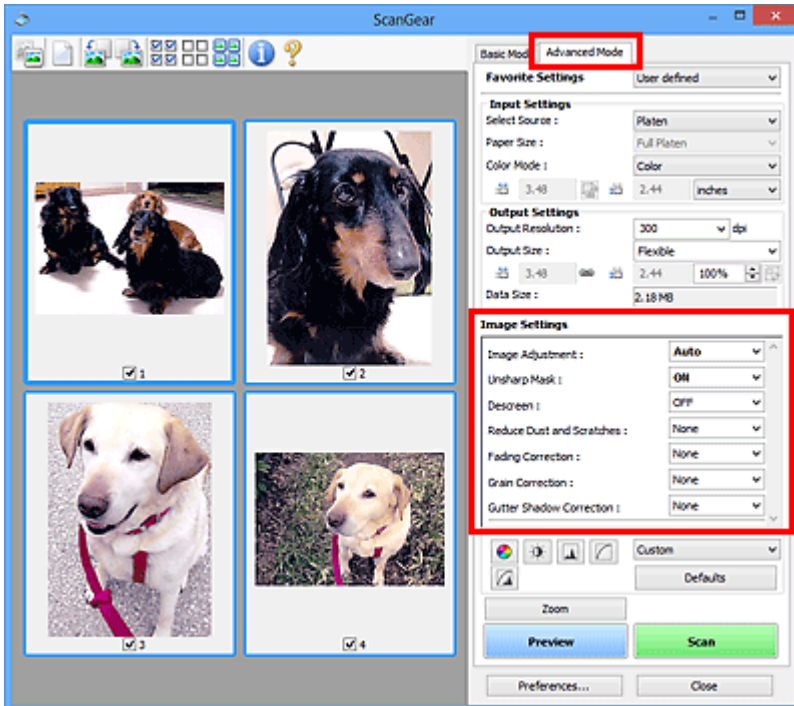 ScanGear
Basic Mode Advanced Mode
Favorite Settings User defined
Input Settings
Select Source : Platen
Paper Size : Full Platen
Color Mode : Color
3.48 2.44 inches
Output Settings
Output Resolution : 300 dpi
Output Size : Flexible
3.48 2.44 100%
Data Size : 2.18 MB
Image Settings
Image Adjustment : Auto
Unsharp Mask : ON
Descreen : OFF
Reduce Dust and Scratches : None
Fading Correction : None
Grain Correction : None
Gutter Shadow Correction : None
1 2
3 4
Custom
Defaults
Zoom
Preview Scan
Preferences... Close